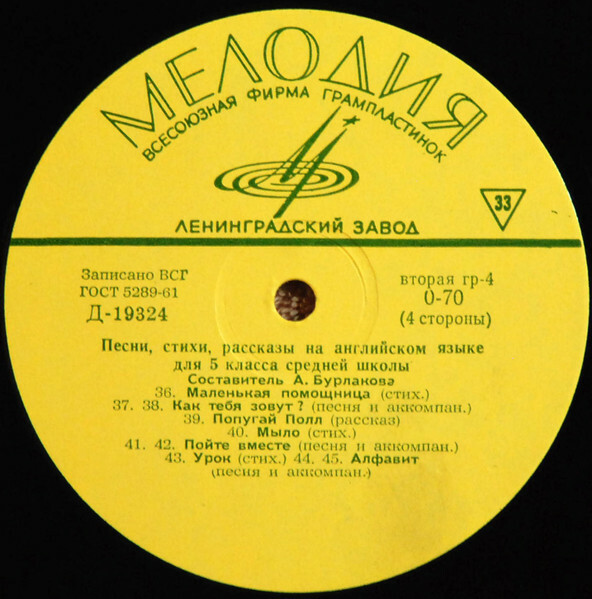 МЕЛОДИЯ
ВСЕСОЮЗНАЯ ФИРМА ГРАМПЛАСТИНОК
ЛЕНИНГРАДСКИЙ ЗАВОД
33
Записано ВСГ
ГОСТ 5289-61
Д-19324
вторая гр-4
0-70
(4 стороны)
Песни, стихи, рассказы на английском языке
для 5 класса средней школы
Составитель А. Бурлакова
36. Маленькая помощница (стих.)
37. 38. Как тебя зовут? (песня и аккомпан.)
39. Попугай Полл (рассказ)
40. Мыло (стих.)
41. 42. Пойте вместе (песня и аккомпан.)
43. Урок (стих.) 44. 45. Алфавит
(песня и аккомпан.)